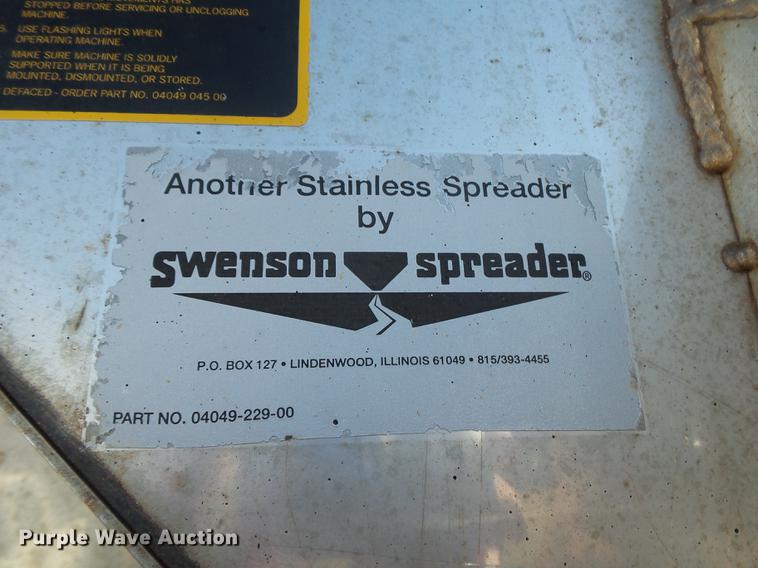 STOPPED BEFORE SERVICING OR UNCLOGGING
MACHINE.
5. USE FLASHING LIGHTS WHEN
OPERATING MACHINE.
MAKE SURE MACHINE IS SOLIDLY
SUPPORTED WHEN IT IS BEING
MOUNTED, DISMOUNTED, OR STORED.
DEFACED - ORDER PART NO. 04049 045 00
Another Stainless Spreader
by
Swenson spreader®
P.O. BOX 127 • LINDENWOOD, ILLINOIS 61049 • 815/393-4455
PART NO. 04049-229-00
Purple Wave Auction